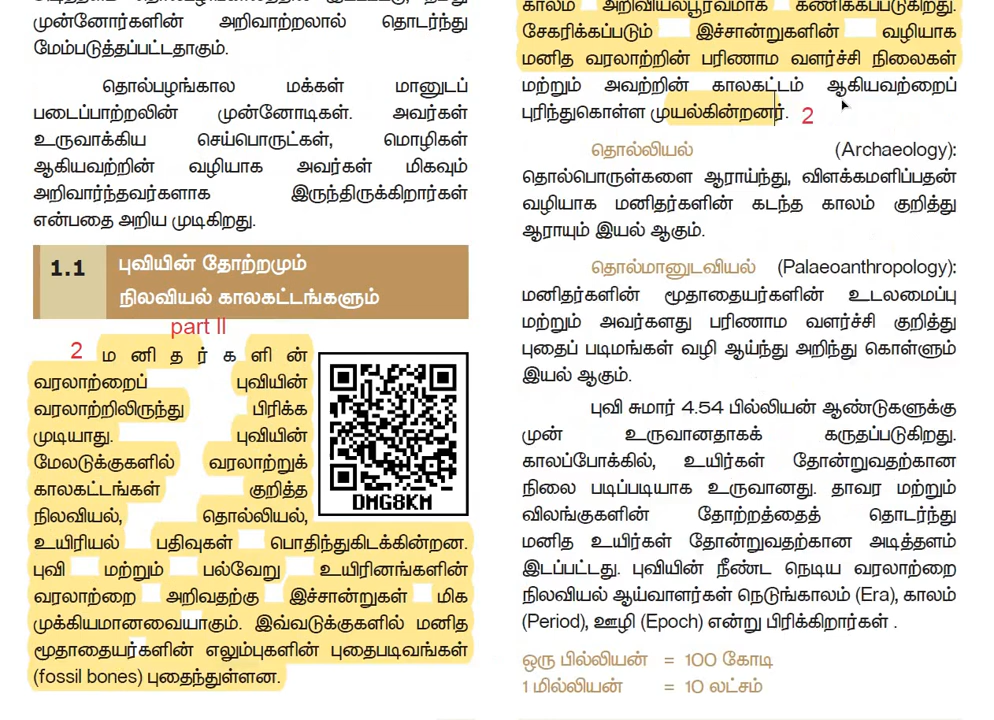 முன்னோர்களின் அறிவாற்றலால் தொடர்ந்து
மேம்படுத்தப்பட்டதாகும்.
தொல்பழங்கால மக்கள் மானுடப்
படைப்பாற்றலின் முன்னோடிகள். அவர்கள்
உருவாக்கிய செய்பொருட்கள், மொழிகள்
ஆகியவற்றின் வழியாக அவர்கள் மிகவும்
அறிவார்ந்தவர்களாக இருந்திருக்கிறார்கள்
என்பதை அறிய முடிகிறது.
1.1 புவியின் தோற்றமும்
நிலவியல் காலகட்டங்களும்
part II
2 மனிதர்களின்
வரலாற்றைப் புவியின்
வரலாற்றிலிருந்து பிரிக்க
முடியாது. புவியின்
மேலடுக்குகளில் வரலாற்றுக்
காலகட்டங்கள் குறித்த
நிலவியல், தொல்லியல்,
உயிரியல் பதிவுகள் பொதிந்துகிடக்கின்றன.
புவி மற்றும் பல்வேறு உயிரினங்களின்
வரலாற்றை அறிவதற்கு இச்சான்றுகள் மிக
முக்கியமானவையாகும். இவ்வடுக்குகளில் மனித
மூதாதையர்களின் எலும்புகளின் புதைபடிவங்கள்
(fossil bones) புதைந்துள்ளன.
DMG8KM
காலம் அறிவியல்பூர்வமாக கணிக்கப்படுகிறது.
சேகரிக்கப்படும் இச்சான்றுகளின் வழியாக
மனித வரலாற்றின் பரிணாம வளர்ச்சி நிலைகள்
மற்றும் அவற்றின் காலகட்டம் ஆகியவற்றைப்
புரிந்துகொள்ள முயல்கின்றனர். 2
தொல்லியல் (Archaeology):
தொல்பொருள்களை ஆராய்ந்து, விளக்கமளிப்பதன்
வழியாக மனிதர்களின் கடந்த காலம் குறித்து
ஆராயும் இயல் ஆகும்.
தொல்மானுடவியல் (Palaeoanthropology):
மனிதர்களின் மூதாதையர்களின் உடலமைப்பு
மற்றும் அவர்களது பரிணாம வளர்ச்சி குறித்து
புதைப் படிமங்கள் வழி ஆய்ந்து அறிந்து கொள்ளும்
இயல் ஆகும்.
புவி சுமார் 4.54 பில்லியன் ஆண்டுகளுக்கு
முன் உருவானதாகக் கருதப்படுகிறது.
காலப்போக்கில், உயிர்கள் தோன்றுவதற்கான
நிலை படிப்படியாக உருவானது. தாவர மற்றும்
விலங்குகளின் தோற்றத்தைத் தொடர்ந்து
மனித உயிர்கள் தோன்றுவதற்கான அடித்தளம்
இடப்பட்டது. புவியின் நீண்ட நெடிய வரலாற்றை
நிலவியல் ஆய்வாளர்கள் நெடுங்காலம் (Era), காலம்
(Period), ஊழி (Epoch) என்று பிரிக்கிறார்கள் .
ஒரு பில்லியன் = 100 கோடி
1 மில்லியன் = 10 லட்சம்